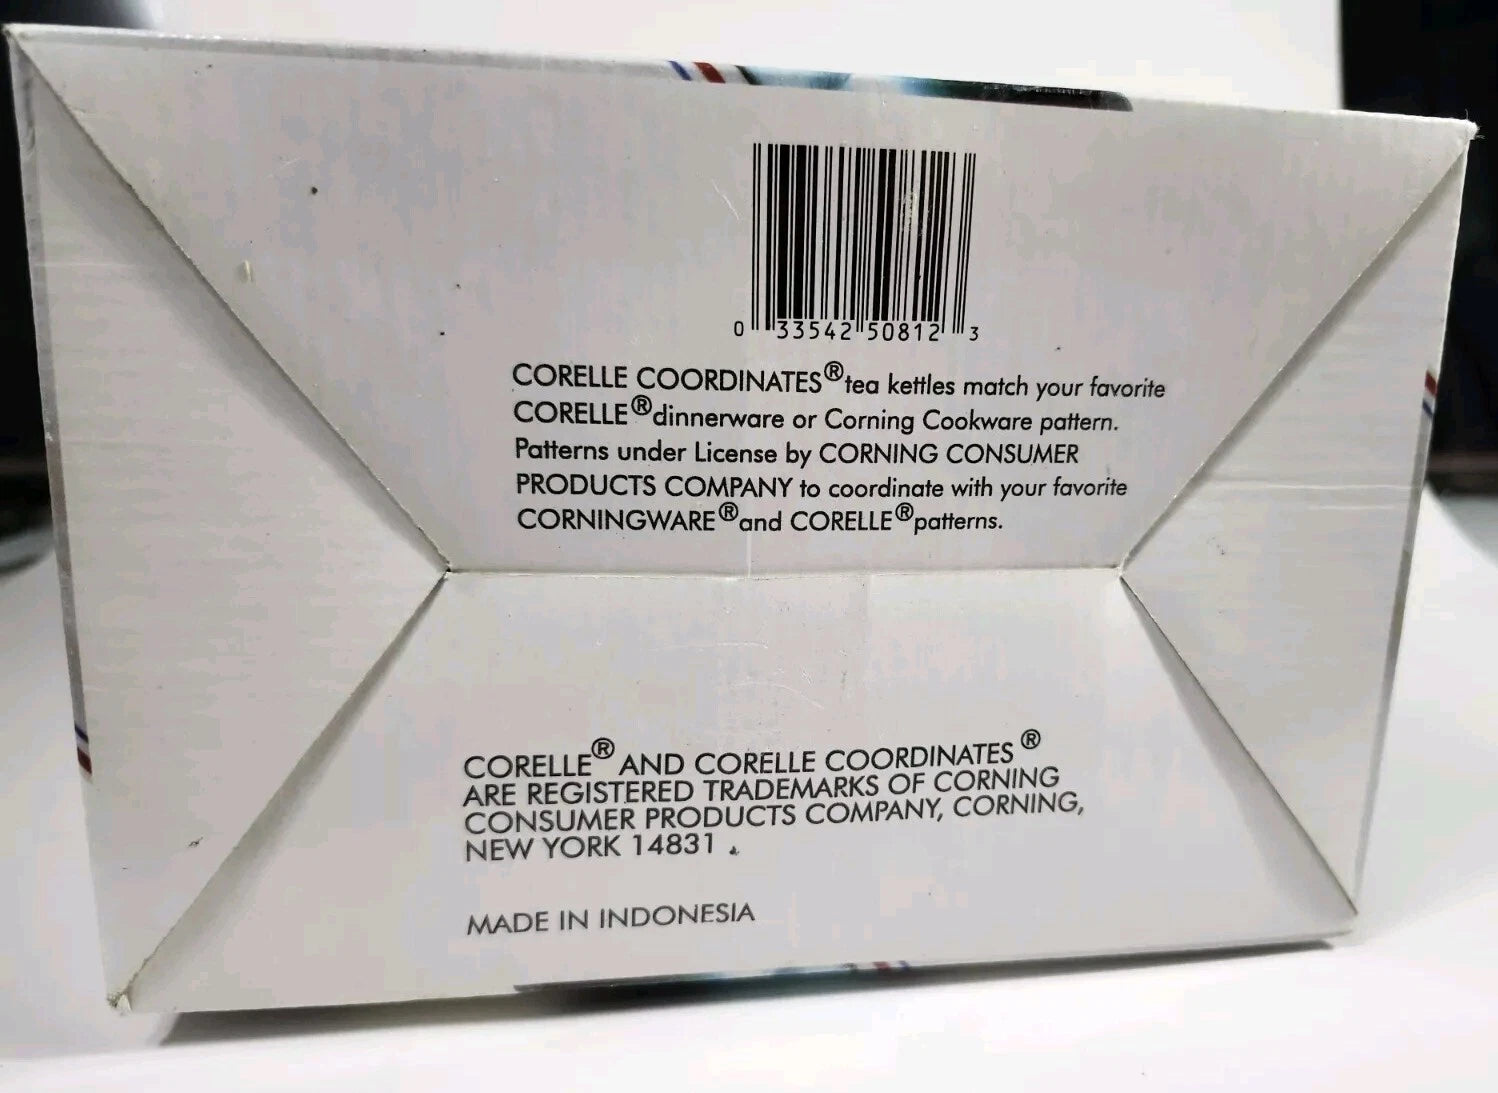 0 33542 50812 3
CORELLE COORDINATES® tea kettles match your favorite
CORELLE® dinnerware or Corning Cookware pattern.
Patterns under License by CORNING CONSUMER
PRODUCTS COMPANY to coordinate with your favorite
CORNINGWARE® and CORELLE® patterns.
CORELLE® AND CORELLE COORDINATES®
ARE REGISTERED TRADEMARKS OF CORNING
CONSUMER PRODUCTS COMPANY, CORNING,
NEW YORK 14831 .
MADE IN INDONESIA